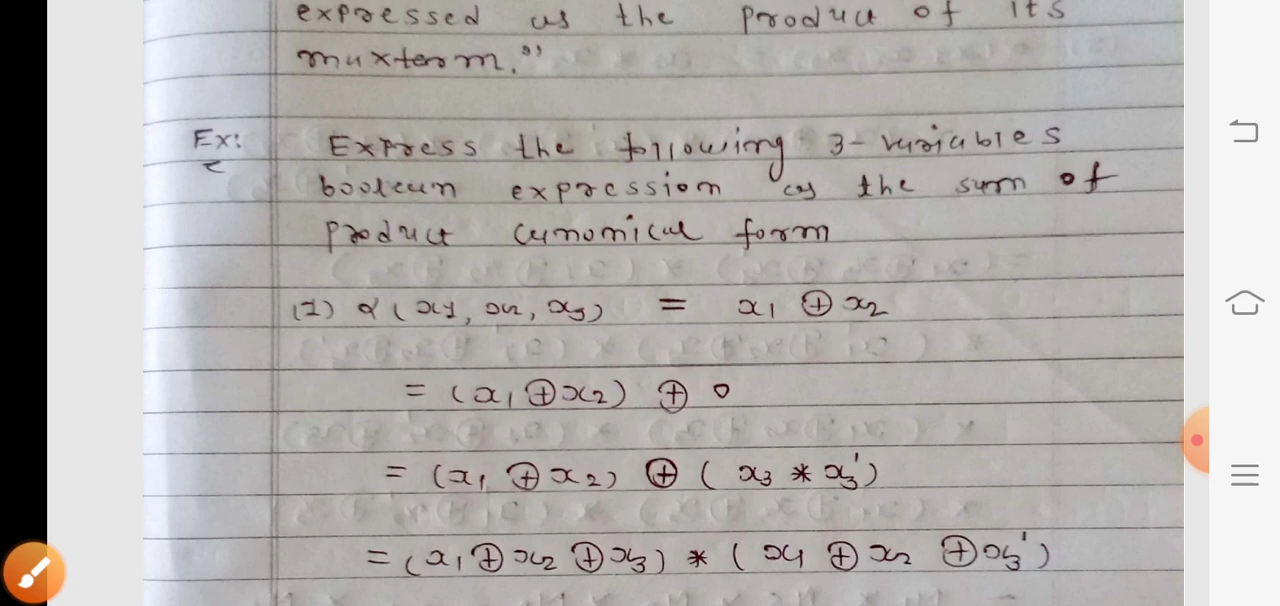 expressed as the product of its
maxterm."
Ex: Express the following 3-variables
boolean expression as the sum of
product canonical form
(1) α(x1, x2, x3) = x1 ⊕ x2
= (x1 ⊕ x2) ⊕ 0
= (x1 ⊕ x2) ⊕ (x3 * x3')
= (x1 ⊕ x2 ⊕ x3) * (x1 ⊕ x2 ⊕ x3')